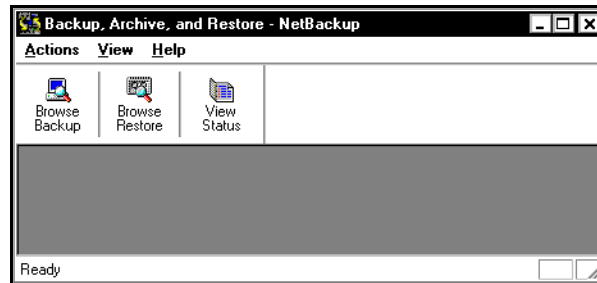 Backup, Archive, and Restore - NetBackup
Actions View Help
Browse Backup
Browse Restore
View Status
Ready